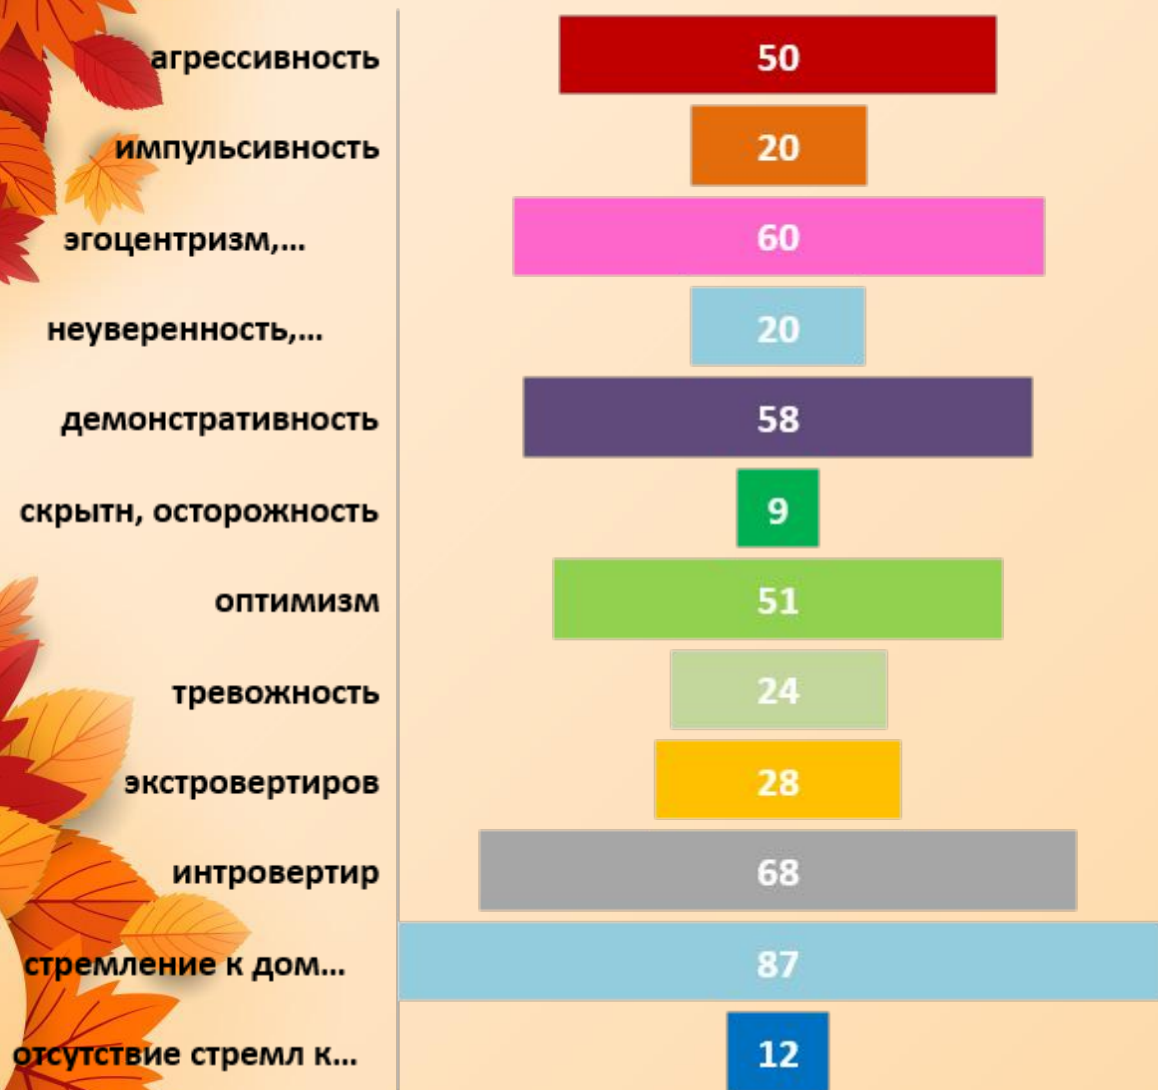 агрессивность 50
импульсивность 20
эгоцентризм,... 60
неуверенность,... 20
демонстративность 58
скрытн, осторожность 9
оптимизм 51
тревожность 24
экстровертиров 28
интровертир 68
стремление к дом... 87
отсутствие стремл к... 12